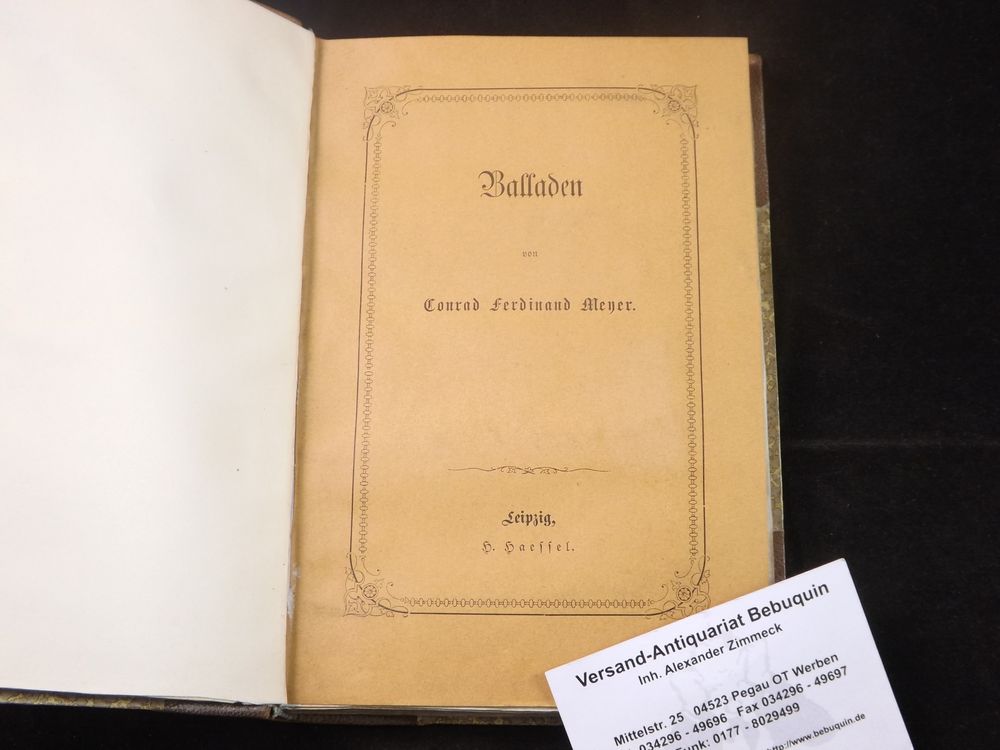 Balladen
von
Conrad Ferdinand Meyer.
Leipzig,
H. Haessel.
Versand-Antiquariat Bebuquin
Inh. Alexander Zimmeck
Mittelstr. 25 04523 Pegau OT Werben
034296 - 49696 Fax 034296 - 49697
Funk: 0177 - 8029499
http://www.bebuquin.de